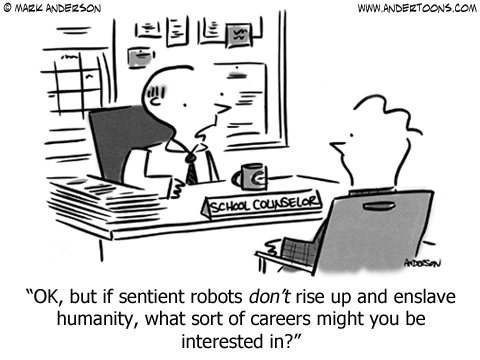 © MARK ANDERSON
WWW.ANDERTOONS.COM
SCHOOL COUNSELOR
ANDERSON
“OK, but if sentient robots don’t rise up and enslave
humanity, what sort of careers might you be
interested in?”